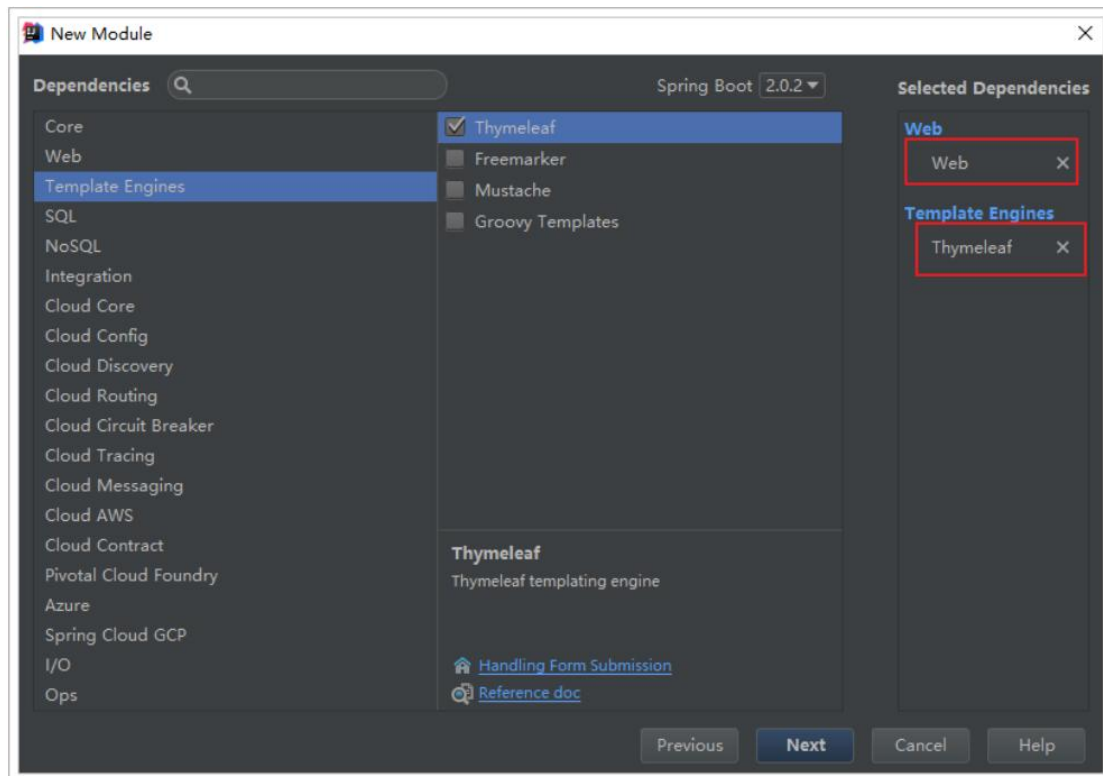 New Module
Dependencies
Spring Boot 2.0.2
Selected Dependencies
Core
Web
Template Engines
SQL
NoSQL
Integration
Cloud Core
Cloud Config
Cloud Discovery
Cloud Routing
Cloud Circuit Breaker
Cloud Tracing
Cloud Messaging
Cloud AWS
Cloud Contract
Pivotal Cloud Foundry
Azure
Spring Cloud GCP
I/O
Ops
Thymeleaf
Freemarker
Mustache
Groovy Templates
Thymeleaf
Thymeleaf templating engine
Handling Form Submission
Reference doc
Web
Web
Template Engines
Thymeleaf
Previous
Next
Cancel
Help